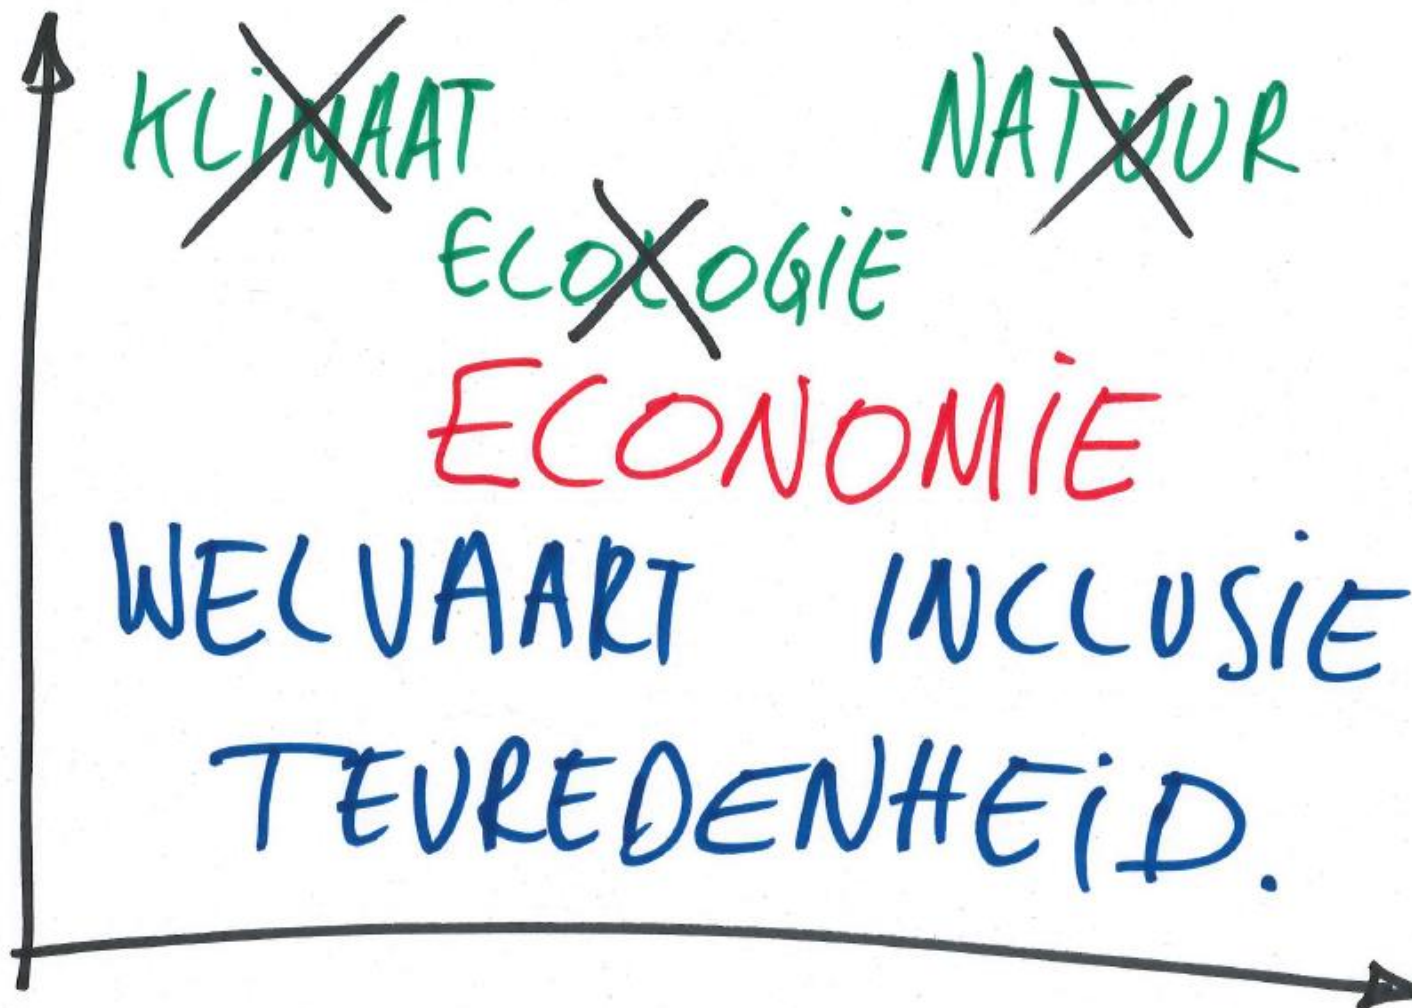 KLiMAAT NATUUR
ECOLOGiE
ECONOMiE
WELVAART INCLUSiE
TEVREDENHEiD.